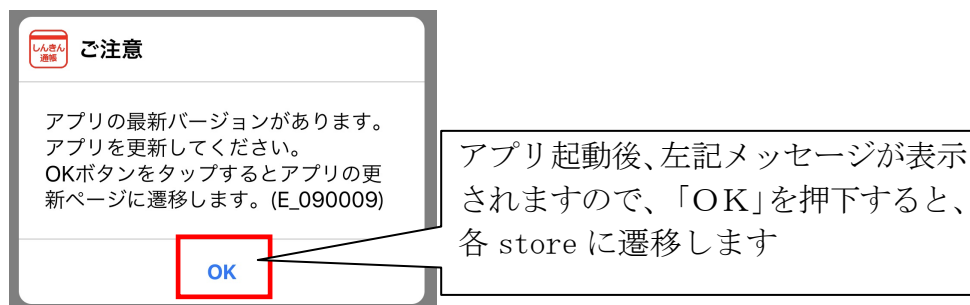 しんきん
通帳
ご注意
アプリの最新バージョンがあります。
アプリを更新してください。
OKボタンをタップするとアプリの更
新ページに遷移します。(E_090009)
OK
アプリ起動後、左記メッセージが表示
されますので、「ＯＫ」を押下すると、
各 store に遷移します